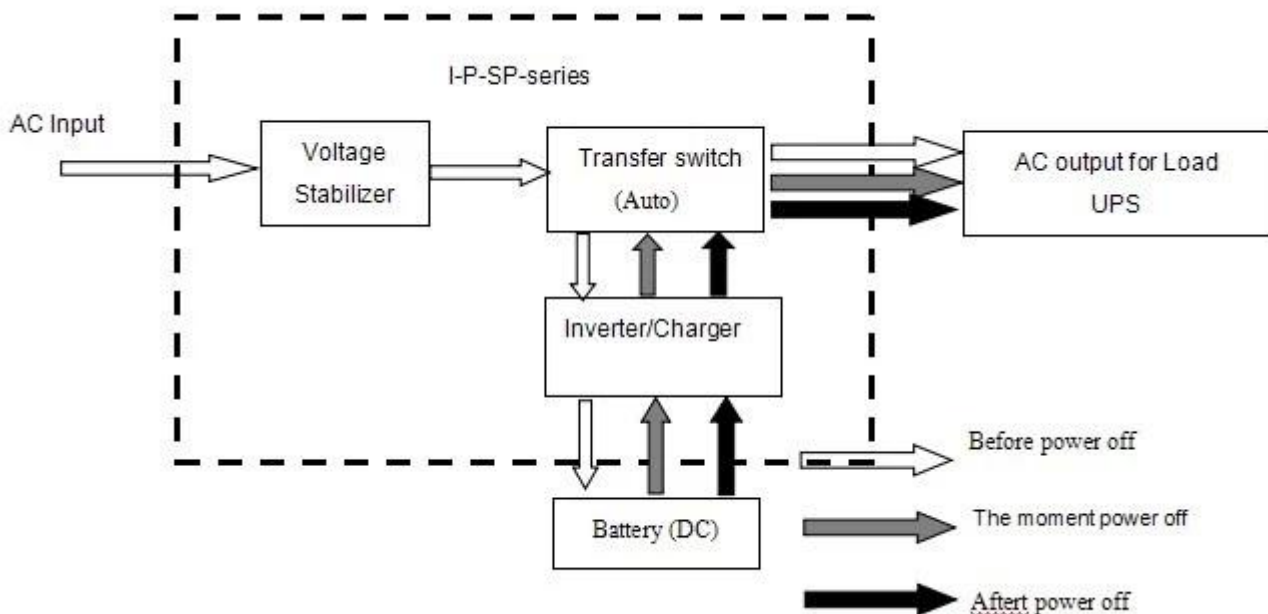 I-P-SP-series
AC Input
Voltage
Stabilizer
Transfer switch
(Auto)
AC output for Load
UPS
Inverter/Charger
Battery (DC)
Before power off
The moment power off
Aftert power off